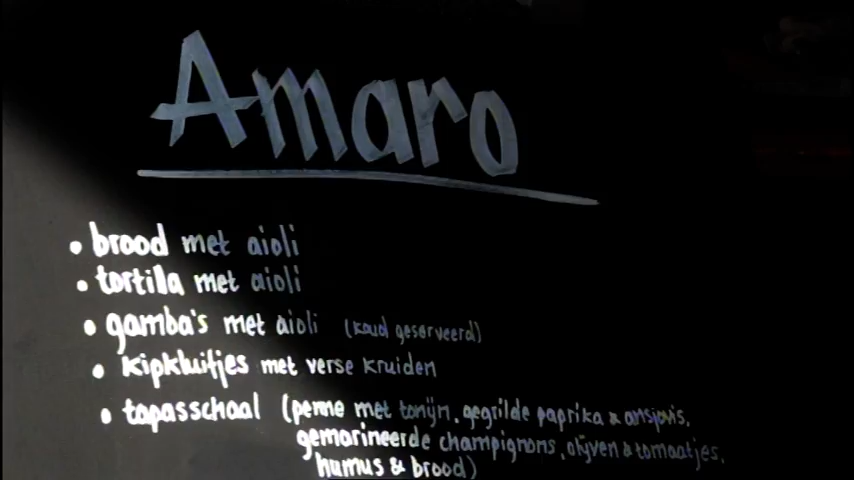 Amaro
• brood met aioli
• tortilla met aioli
• gamba's met aioli (koud geserveerd)
• kipkluifjes met verse kruiden
• tapasschaal (penne met tonijn, gegrilde paprika & ansjovis,
gemarineerde champignons, olijven & tomaatjes,
humus & brood)